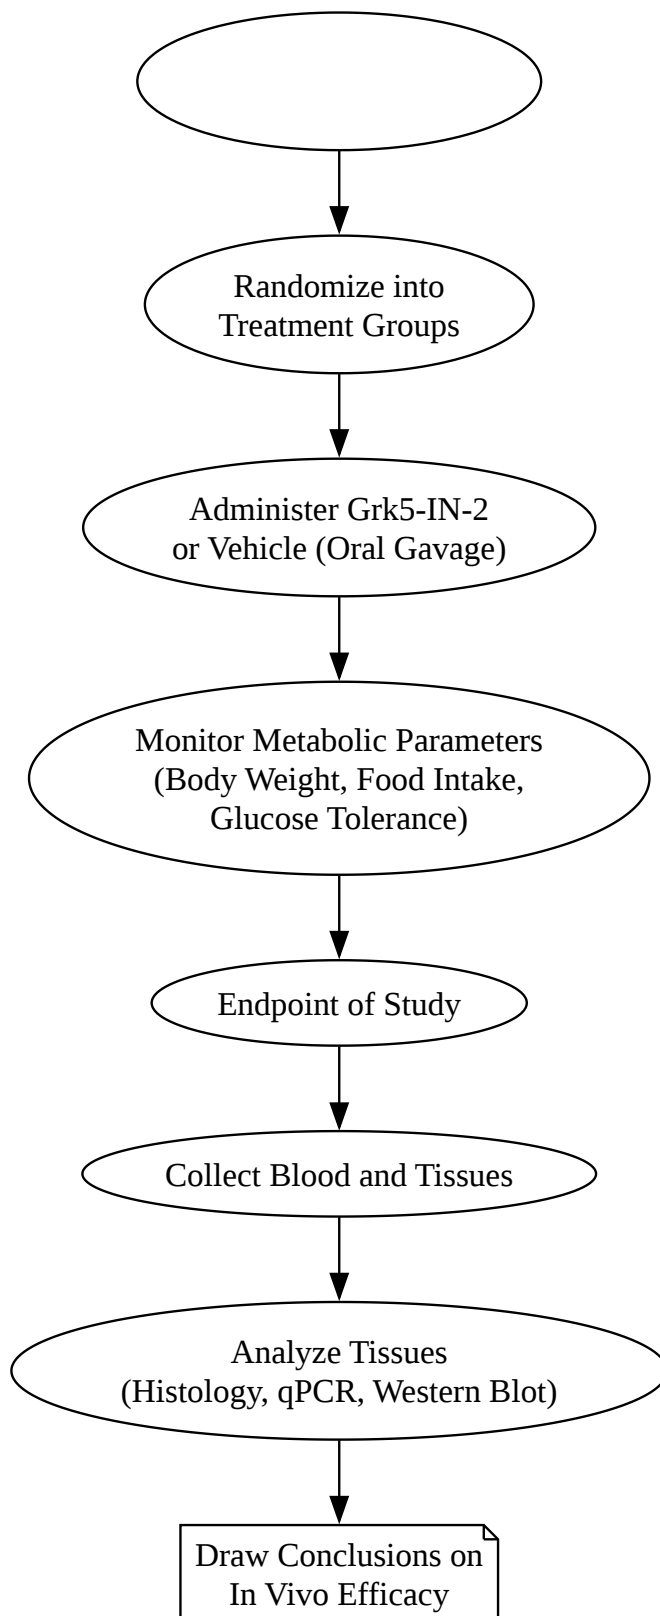 Randomize into
Treatment Groups
Administer Grk5-IN-2
or Vehicle (Oral Gavage)
Monitor Metabolic Parameters
(Body Weight, Food Intake,
Glucose Tolerance)
Endpoint of Study
Collect Blood and Tissues
Analyze Tissues
(Histology, qPCR, Western Blot)
Draw Conclusions on
In Vivo Efficacy